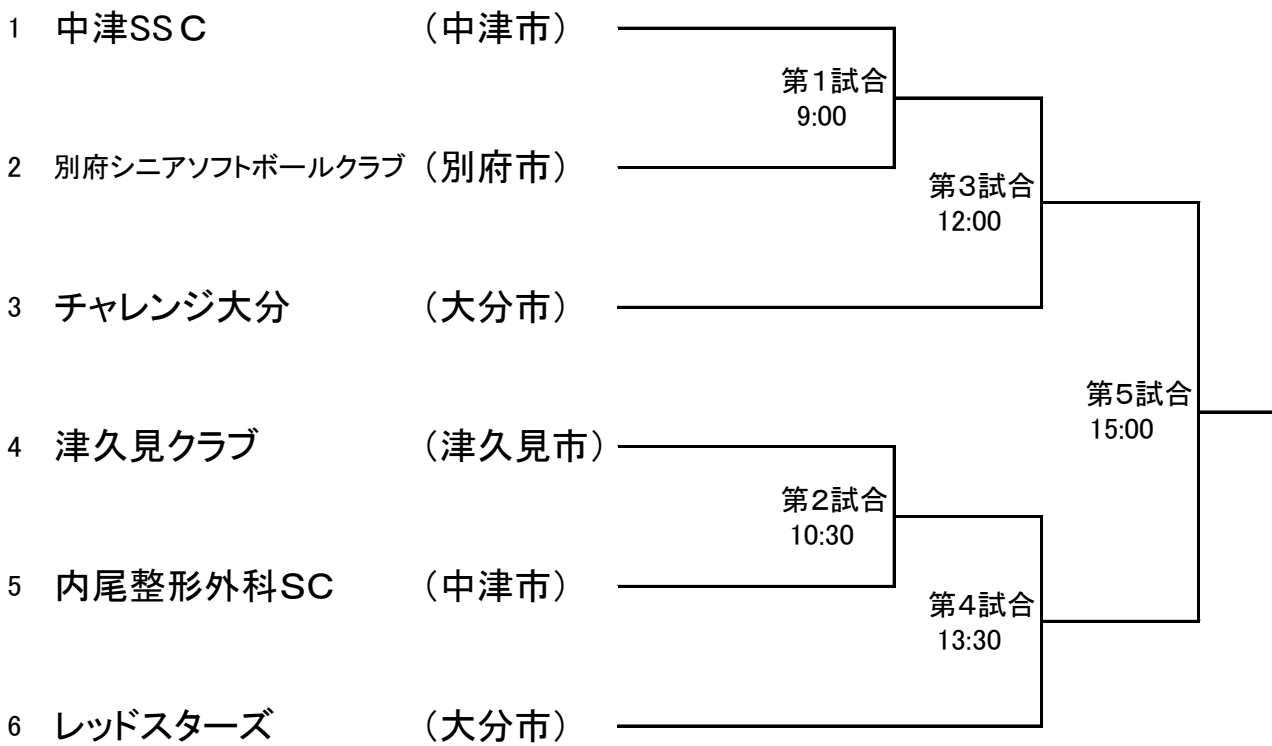 1 中津SSC (中津市)
第1試合
9:00
2 別府シニアソフトボールクラブ (別府市)
第3試合
12:00
3 チャレンジ大分 (大分市)
第5試合
15:00
4 津久見クラブ (津久見市)
第2試合
10:30
5 内尾整形外科SC (中津市)
第4試合
13:30
6 レッドスターズ (大分市)